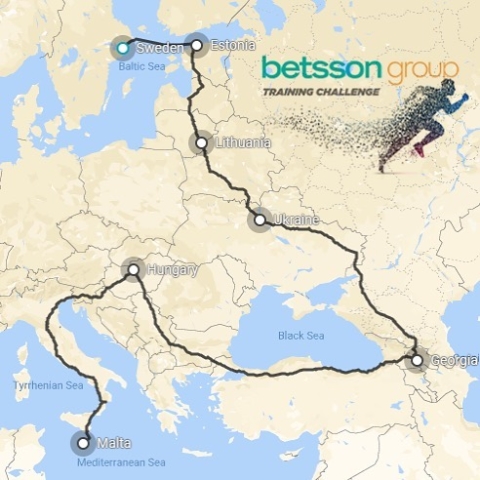 Sweden
Estonia
Baltic Sea
betsson group
TRAINING CHALLENGE
Lithuania
Ukraine
Hungary
Black Sea
Georgia
Tyrrhenian Sea
Malta
Mediterranean Sea